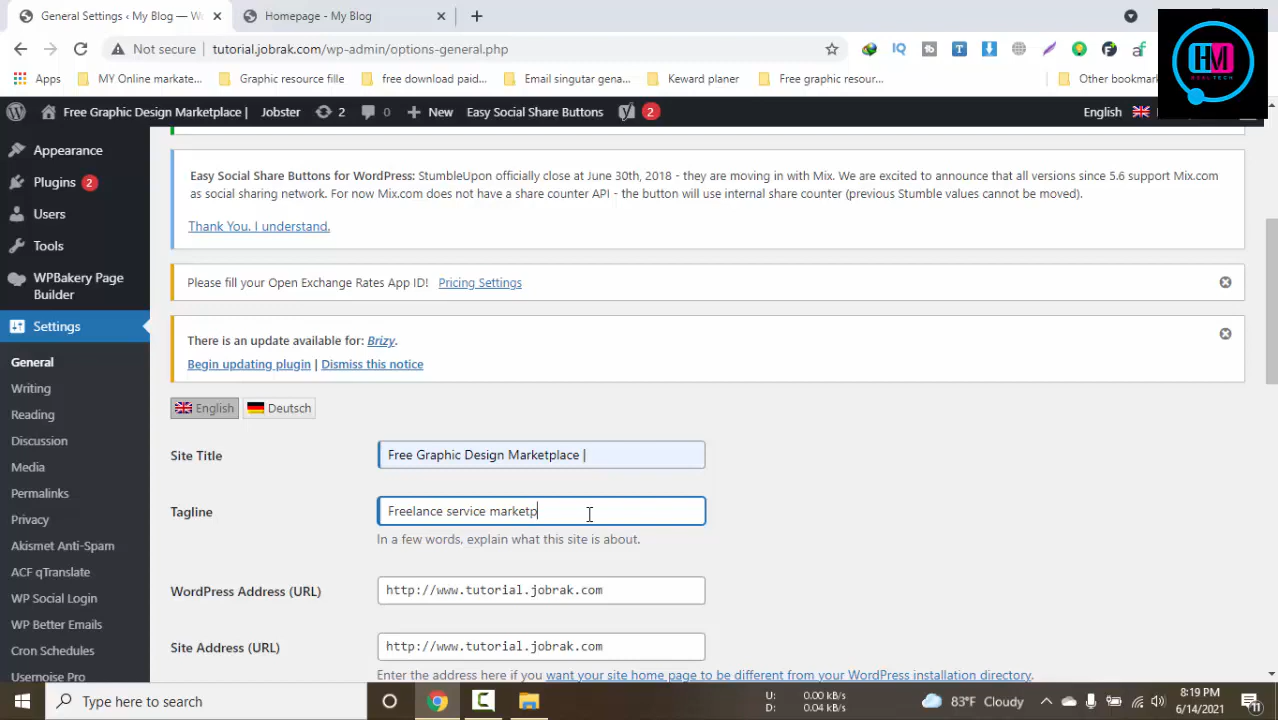 General Settings ‹ My Blog — W
Homepage - My Blog
Not secure
tutorial.jobrak.com/wp-admin/options-general.php
Apps
MY Online markate...
Graphic resource file
free download paid...
Email singutar gena...
Keward planer
Free graphic resour...
Other bookmark
HM
REAL TECH
Free Graphic Design Marketplace |
Jobster
2
0
New
Easy Social Share Buttons
2
English
Appearance
Plugins 2
Users
Tools
WPBakery Page
Builder
Settings
General
Writing
Reading
Discussion
Media
Permalinks
Privacy
Akismet Anti-Spam
ACF qTranslate
WP Social Login
WP Better Emails
Cron Schedules
Usernoise Pro
Easy Social Share Buttons for WordPress: StumbleUpon officially close at June 30th, 2018 - they are moving in with Mix. We are excited to announce that all versions since 5.6 support Mix.com
as social sharing network. For now Mix.com does not have a share counter API - the button will use internal share counter (previous Stumble values cannot be moved).
Thank You. I understand.
Please fill your Open Exchange Rates App ID! Pricing Settings
There is an update available for: Brizy.
Begin updating plugin | Dismiss this notice
English
Deutsch
Site Title
Free Graphic Design Marketplace |
Tagline
Freelance service marketp
In a few words, explain what this site is about.
WordPress Address (URL)
http://www.tutorial.jobrak.com
Site Address (URL)
http://www.tutorial.jobrak.com
Enter the address here if you want your site home page to be different from your WordPress installation directory.
Type here to search
U: 0.00 kB/s
D: 0.04 kB/s
83°F Cloudy
8:19 PM
6/14/2021
11